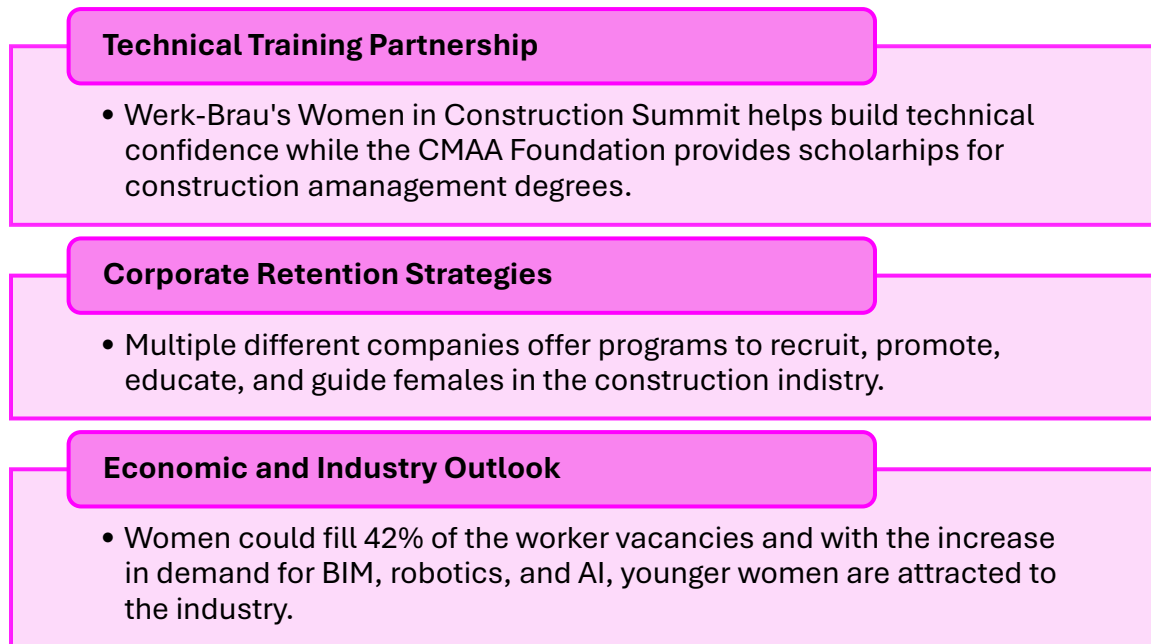 Technical Training Partnership
• Werk-Brau's Women in Construction Summit helps build technical
confidence while the CMAA Foundation provides scholarhips for
construction amanagement degrees.
Corporate Retention Strategies
• Multiple different companies offer programs to recruit, promote,
educate, and guide females in the construction indistry.
Economic and Industry Outlook
• Women could fill 42% of the worker vacancies and with the increase
in demand for BIM, robotics, and AI, younger women are attracted to
the industry.